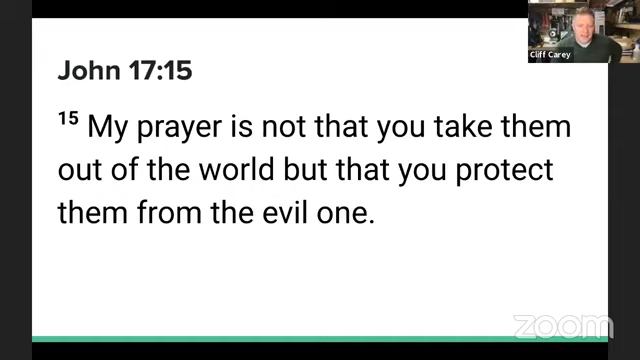 Cliff Carey
John 17:15
15 My prayer is not that you take them
out of the world but that you protect
them from the evil one.
zoom